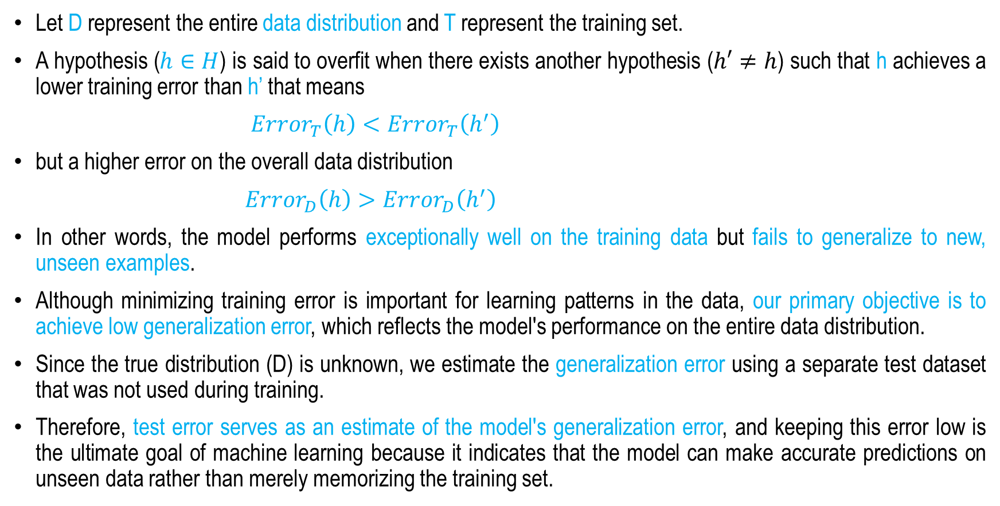 • Let D represent the entire data distribution and T represent the training set.
• A hypothesis (ℎ ∈ 𝐻) is said to overfit when there exists another hypothesis (ℎ′ ≠ ℎ) such that h achieves a
lower training error than h’ that means
𝐸𝑟𝑟𝑜𝑟_𝑇(ℎ) < 𝐸𝑟𝑟𝑜𝑟_𝑇(ℎ′)
• but a higher error on the overall data distribution
𝐸𝑟𝑟𝑜𝑟_𝐷(ℎ) > 𝐸𝑟𝑟𝑜𝑟_𝐷(ℎ′)
• In other words, the model performs exceptionally well on the training data but fails to generalize to new,
unseen examples.
• Although minimizing training error is important for learning patterns in the data, our primary objective is to
achieve low generalization error, which reflects the model's performance on the entire data distribution.
• Since the true distribution (D) is unknown, we estimate the generalization error using a separate test dataset
that was not used during training.
• Therefore, test error serves as an estimate of the model's generalization error, and keeping this error low is
the ultimate goal of machine learning because it indicates that the model can make accurate predictions on
unseen data rather than merely memorizing the training set.